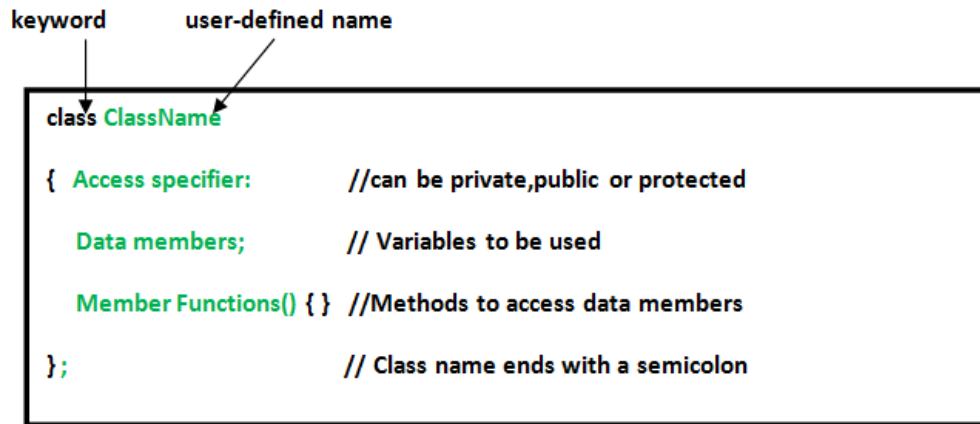 keyword user-defined name
class ClassName
{ Access specifier: //can be private,public or protected
Data members; // Variables to be used
Member Functions() { } //Methods to access data members
} ; // Class name ends with a semicolon